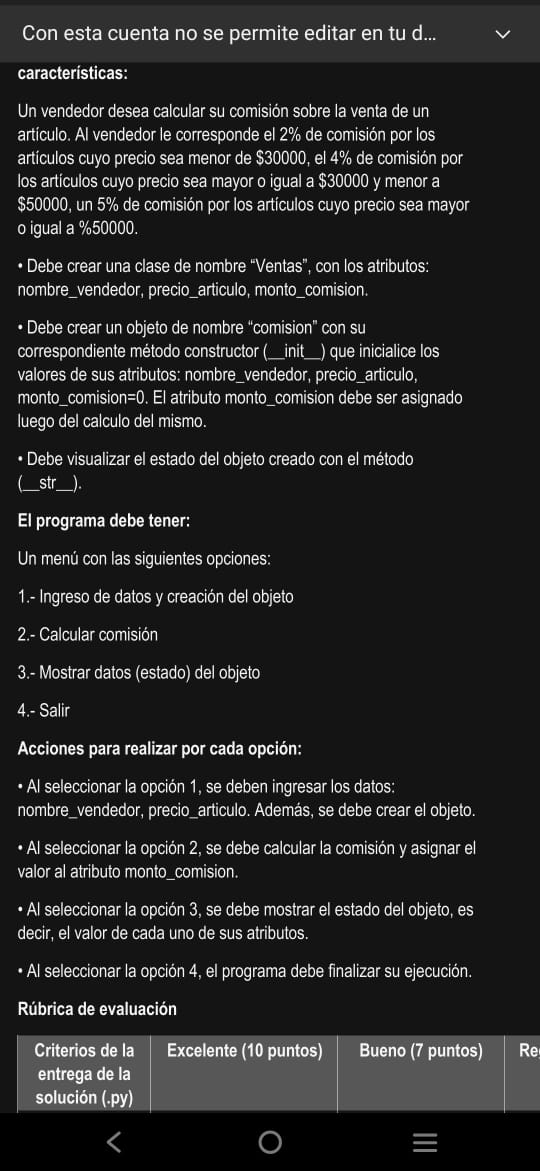 Con esta cuenta no se permite editar en tu d...
características:
Un vendedor desea calcular su comisión sobre la venta de un
artículo. Al vendedor le corresponde el 2% de comisión por los
artículos cuyo precio sea menor de $30000, el 4% de comisión por
los artículos cuyo precio sea mayor o igual a $30000 y menor a
$50000, un 5% de comisión por los artículos cuyo precio sea mayor
o igual a %50000.
• Debe crear una clase de nombre “Ventas”, con los atributos:
nombre_vendedor, precio_articulo, monto_comision.
• Debe crear un objeto de nombre “comision” con su
correspondiente método constructor (__init__) que inicialice los
valores de sus atributos: nombre_vendedor, precio_articulo,
monto_comision=0. El atributo monto_comision debe ser asignado
luego del calculo del mismo.
• Debe visualizar el estado del objeto creado con el método
(__str__).
El programa debe tener:
Un menú con las siguientes opciones:
1.- Ingreso de datos y creación del objeto
2.- Calcular comisión
3.- Mostrar datos (estado) del objeto
4.- Salir
Acciones para realizar por cada opción:
• Al seleccionar la opción 1, se deben ingresar los datos:
nombre_vendedor, precio_articulo. Además, se debe crear el objeto.
• Al seleccionar la opción 2, se debe calcular la comisión y asignar el
valor al atributo monto_comision.
• Al seleccionar la opción 3, se debe mostrar el estado del objeto, es
decir, el valor de cada uno de sus atributos.
• Al seleccionar la opción 4, el programa debe finalizar su ejecución.
Rúbrica de evaluación
Criterios de la
entrega de la
solución (.py)
Excelente (10 puntos)
Bueno (7 puntos)
Re